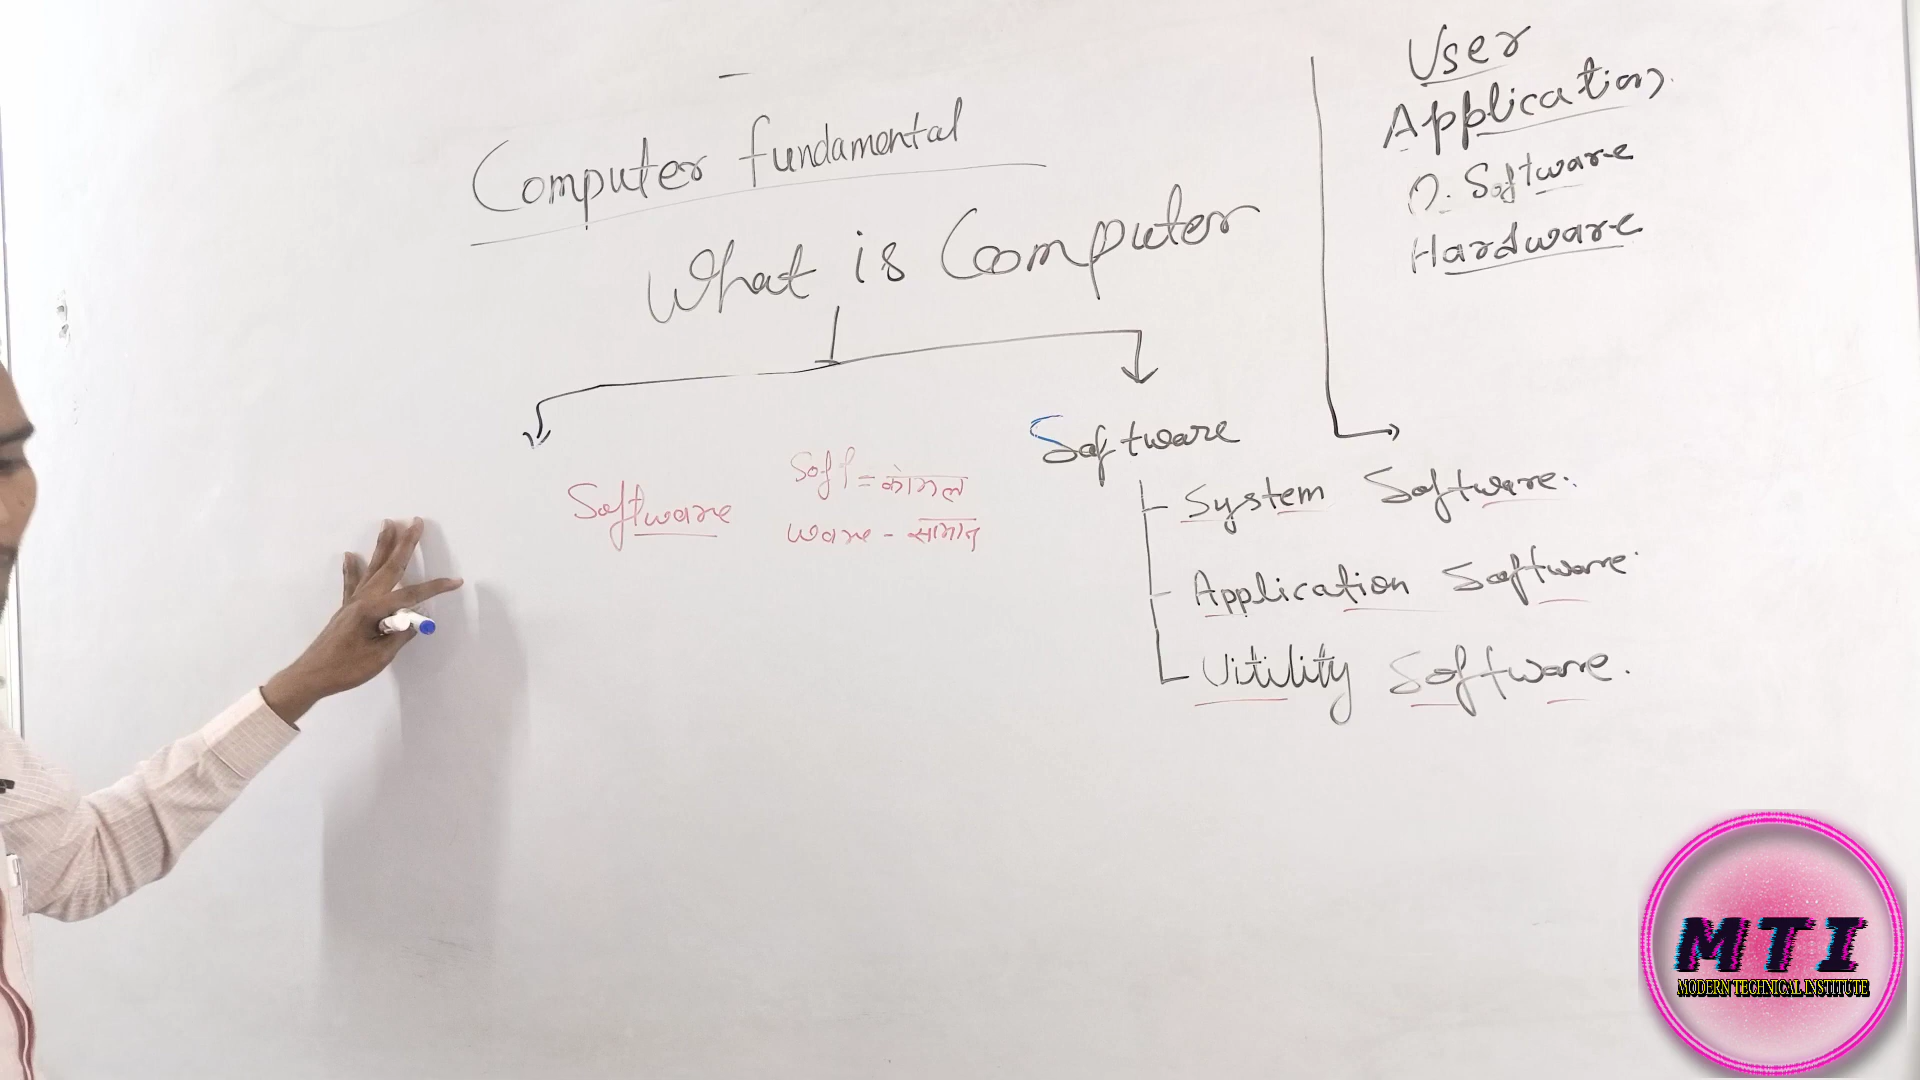 Computer fundamental
What is Computer
User
Application
O. Software
Hardware
Software
Soft = कोमल
ware - सामान
Software
System Software.
Application Software.
Uitility Software.
MTI
MODERN TECHNICAL INSTITUTE